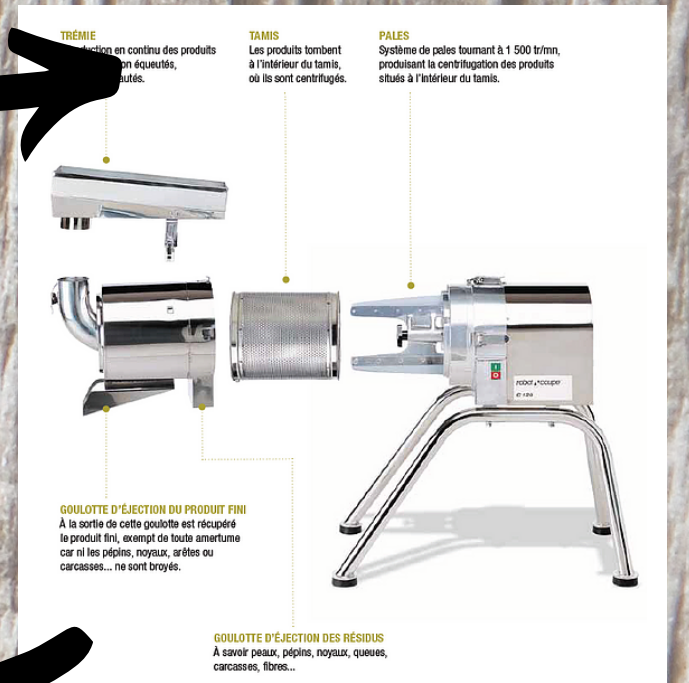 TRÉMIE
en continu des produits
équeutés,
TAMIS
Les produits tombent
à l'intérieur du tamis,
où ils sont centrifugés.
PALES
Système de pales tournant à 1 500 tr/mn,
produisant la centrifugation des produits
situés à l'intérieur du tamis.
robot coupe
GOULOTTE D'ÉJECTION DU PRODUIT FINI
À la sortie de cette goulotte est récupéré
le produit fini, exempt de toute amertume
car ni les pépins, noyaux, arêtes ou
carcasses... ne sont broyés.
GOULOTTE D'ÉJECTION DES RÉSIDUS
À savoir peaux, pépins, noyaux, queues,
carcasses, fibres...